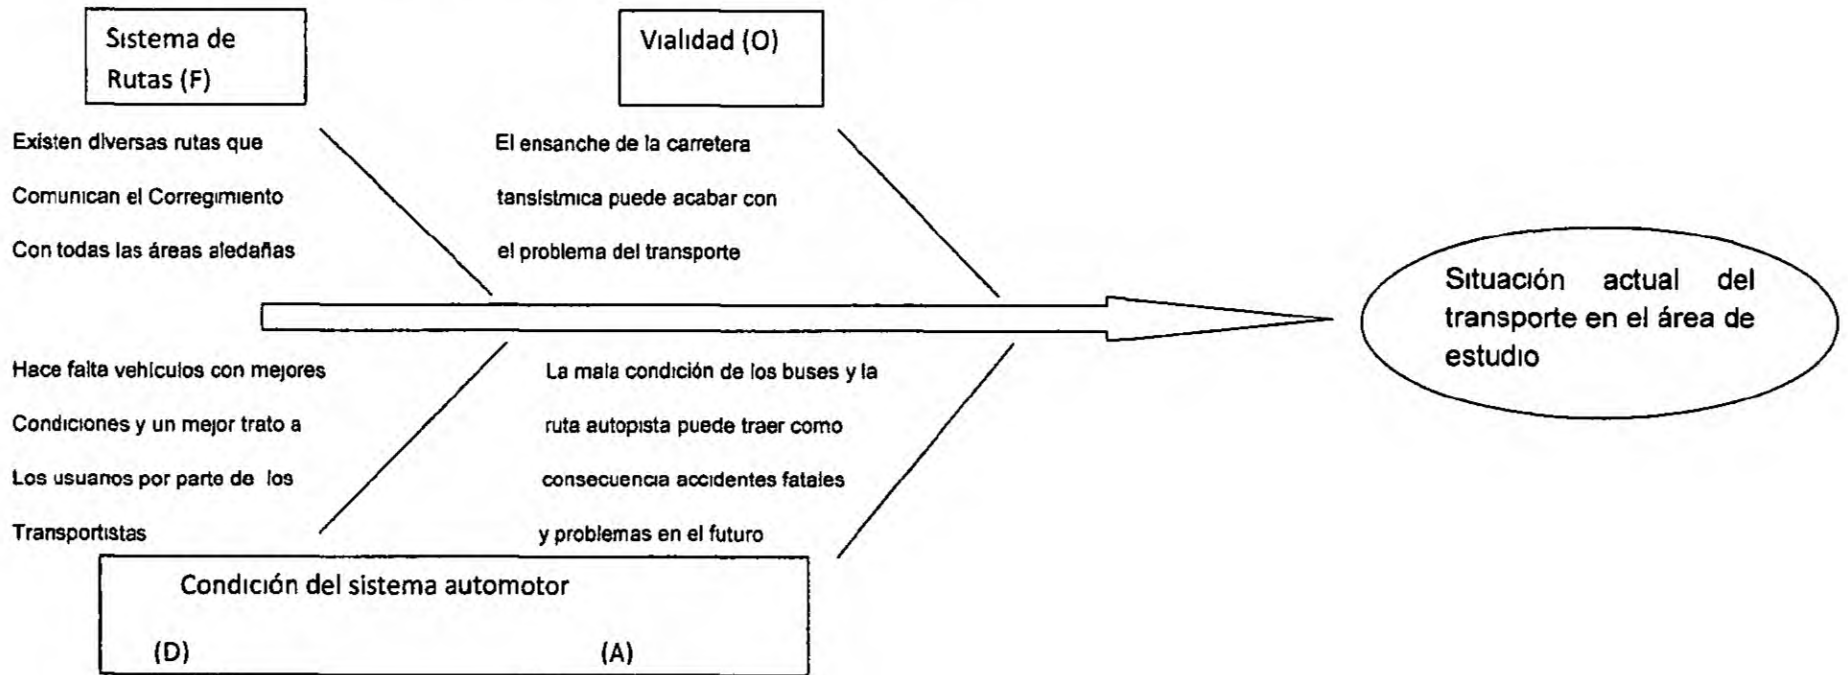 Sistema de
Rutas (F)
Vialidad (O)
Existen diversas rutas que
Comunican el Corregimiento
Con todas las áreas aledañas
El ensanche de la carretera
tansístmica puede acabar con
el problema del transporte
Situación actual del
transporte en el área de
estudio
Hace falta vehículos con mejores
Condiciones y un mejor trato a
Los usuarios por parte de los
Transportistas
La mala condición de los buses y la
ruta autopista puede traer como
consecuencia accidentes fatales
y problemas en el futuro
Condición del sistema automotor
(D) (A)